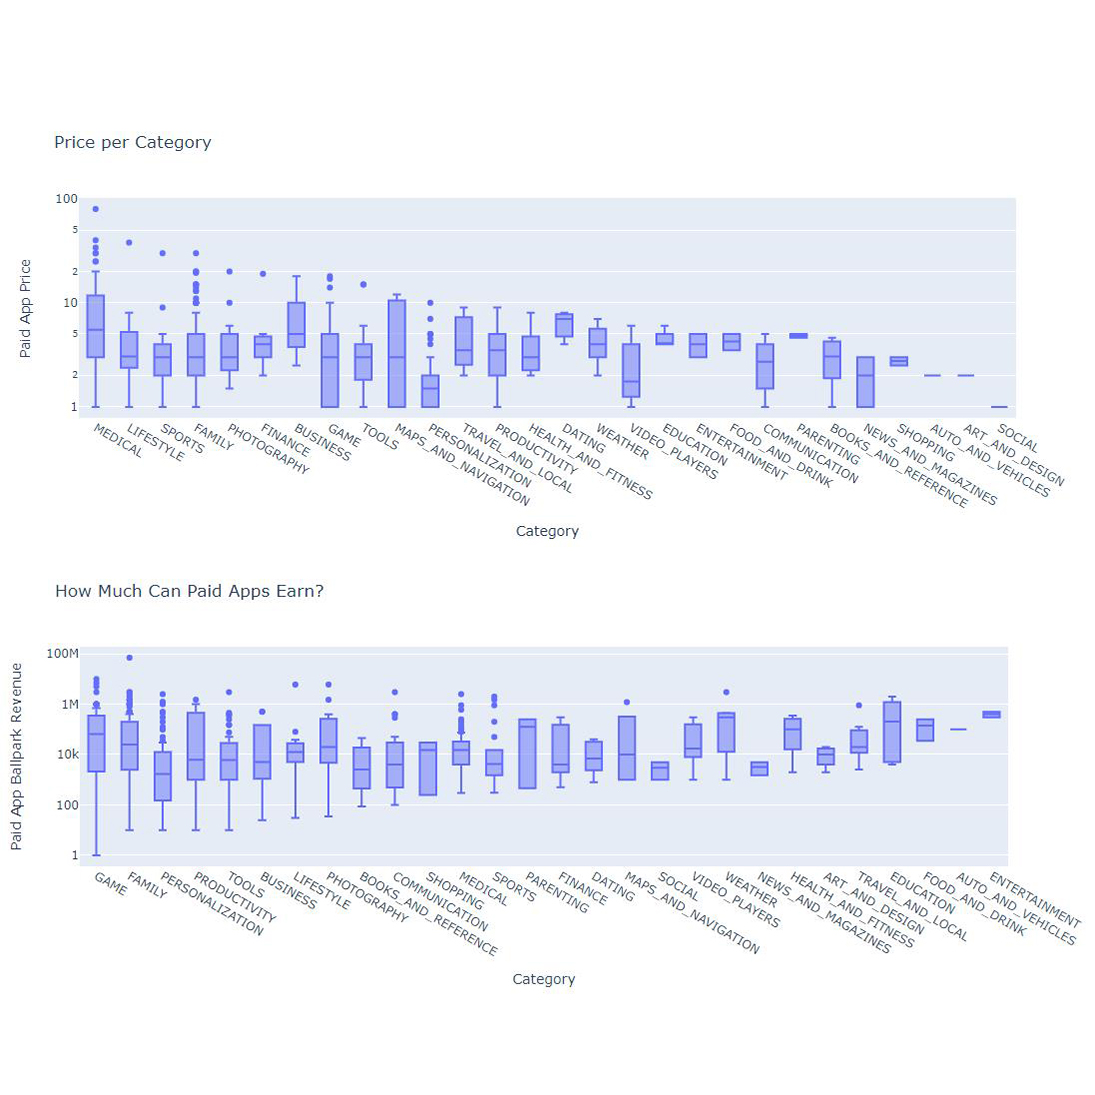 Price per Category
Paid App Price
100
5
2
10
5
2
1
MEDICAL
LIFESTYLE
SPORTS
FAMILY
PHOTOGRAPHY
FINANCE
BUSINESS
GAME
TOOLS
MAPS_AND_NAVIGATION
PERSONALIZATION
TRAVEL_AND_LOCAL
PRODUCTIVITY
HEALTH_AND_FITNESS
DATING
WEATHER
VIDEO_PLAYERS
EDUCATION
ENTERTAINMENT
FOOD_AND_DRINK
COMMUNICATION
PARENTING
BOOKS_AND_REFERENCE
NEWS_AND_MAGAZINES
SHOPPING
AUTO_AND_VEHICLES
ART_AND_DESIGN
SOCIAL
Category
How Much Can Paid Apps Earn?
Paid App Ballpark Revenue
100M
1M
10k
100
1
GAME
FAMILY
PERSONALIZATION
PRODUCTIVITY
TOOLS
BUSINESS
LIFESTYLE
PHOTOGRAPHY
BOOKS_AND_REFERENCE
COMMUNICATION
SHOPPING
MEDICAL
SPORTS
PARENTING
FINANCE
DATING
MAPS_AND_NAVIGATION
SOCIAL
VIDEO_PLAYERS
WEATHER
NEWS_AND_MAGAZINES
HEALTH_AND_FITNESS
ART_AND_DESIGN
TRAVEL_AND_LOCAL
EDUCATION
FOOD_AND_DRINK
AUTO_AND_VEHICLES
ENTERTAINMENT
Category